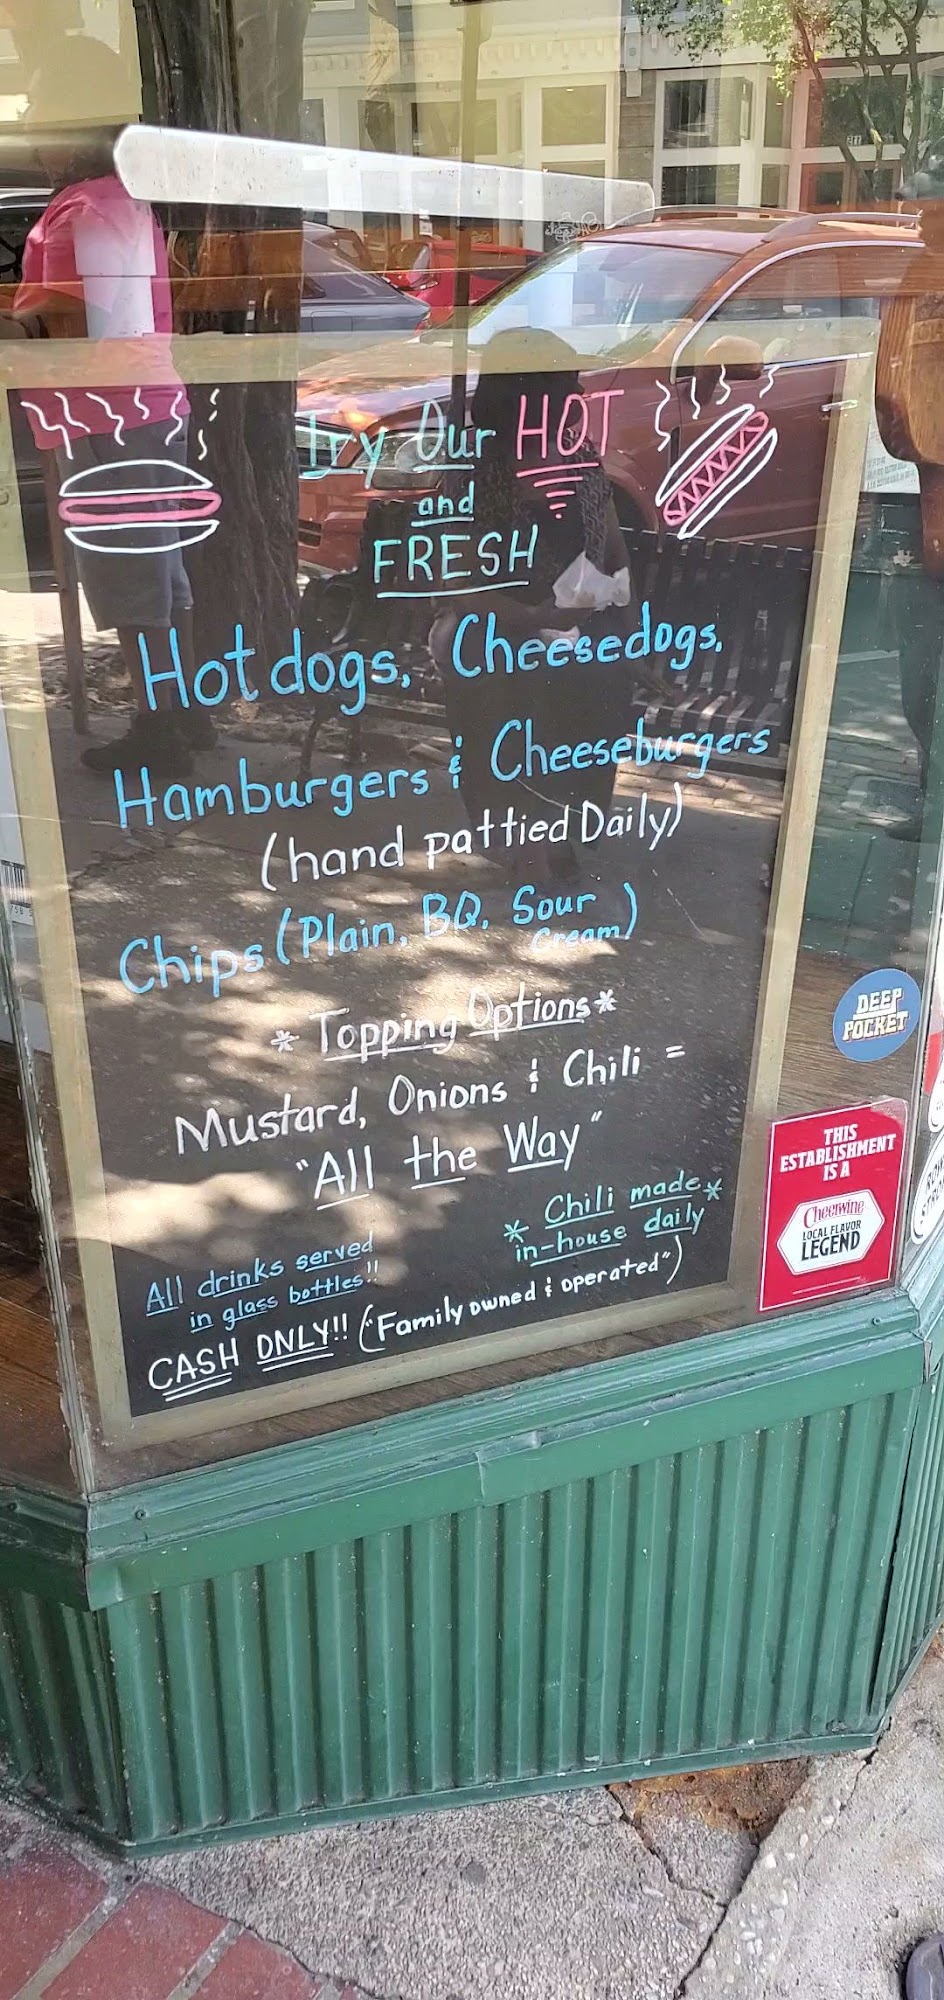 Try Our HOT
and
FRESH
Hotdogs, Cheesedogs,
Hamburgers & Cheeseburgers
(hand pattied Daily)
Chips (Plain, BQ, Sour
Cream)
* Topping Options *
Mustard, Onions & Chili =
"All the Way"
* Chili made *
in-house daily
All drinks served
in glass bottles!!
CASH ONLY!! ("Family owned & operated")
DEEP
POCKET
THIS
ESTABLISHMENT
IS A
Cheerwine
LOCAL FLAVOR
LEGEND